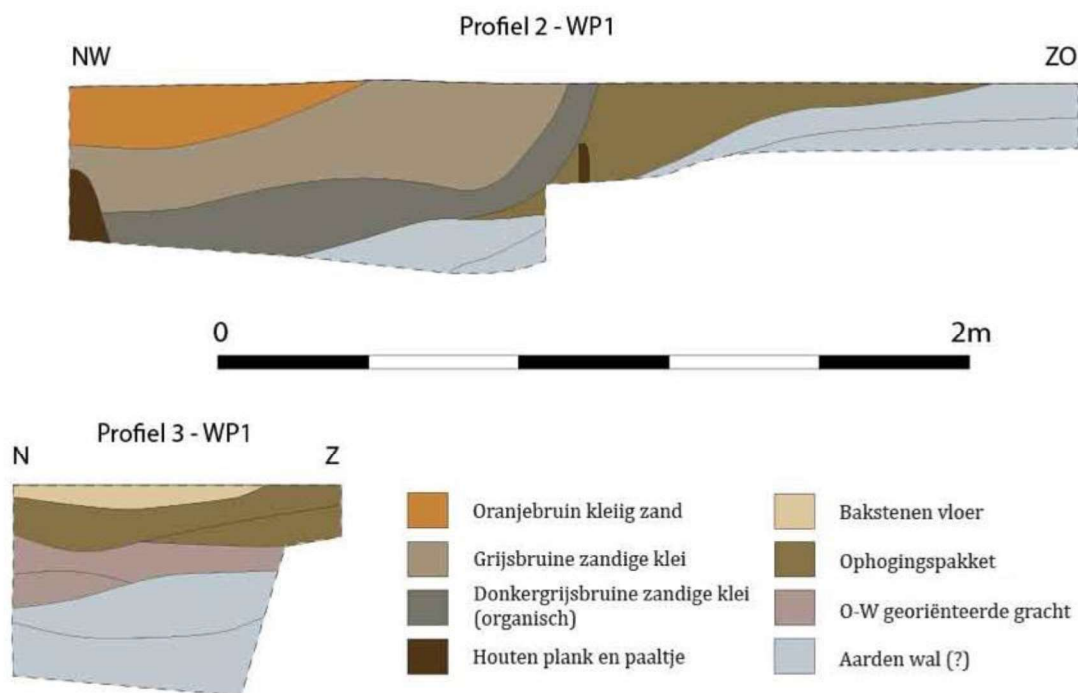 Profiel 2 - WP1
NW
ZO
0
2m
Profiel 3 - WP1
N
Z
Oranjebruin kleiig zand
Grijsbruine zandige klei
Donkergrijsbruine zandige klei
(organisch)
Houten plank en paaltje
Bakstenen vloer
Ophogingspakket
O-W georiënteerde gracht
Aarden wal (?)